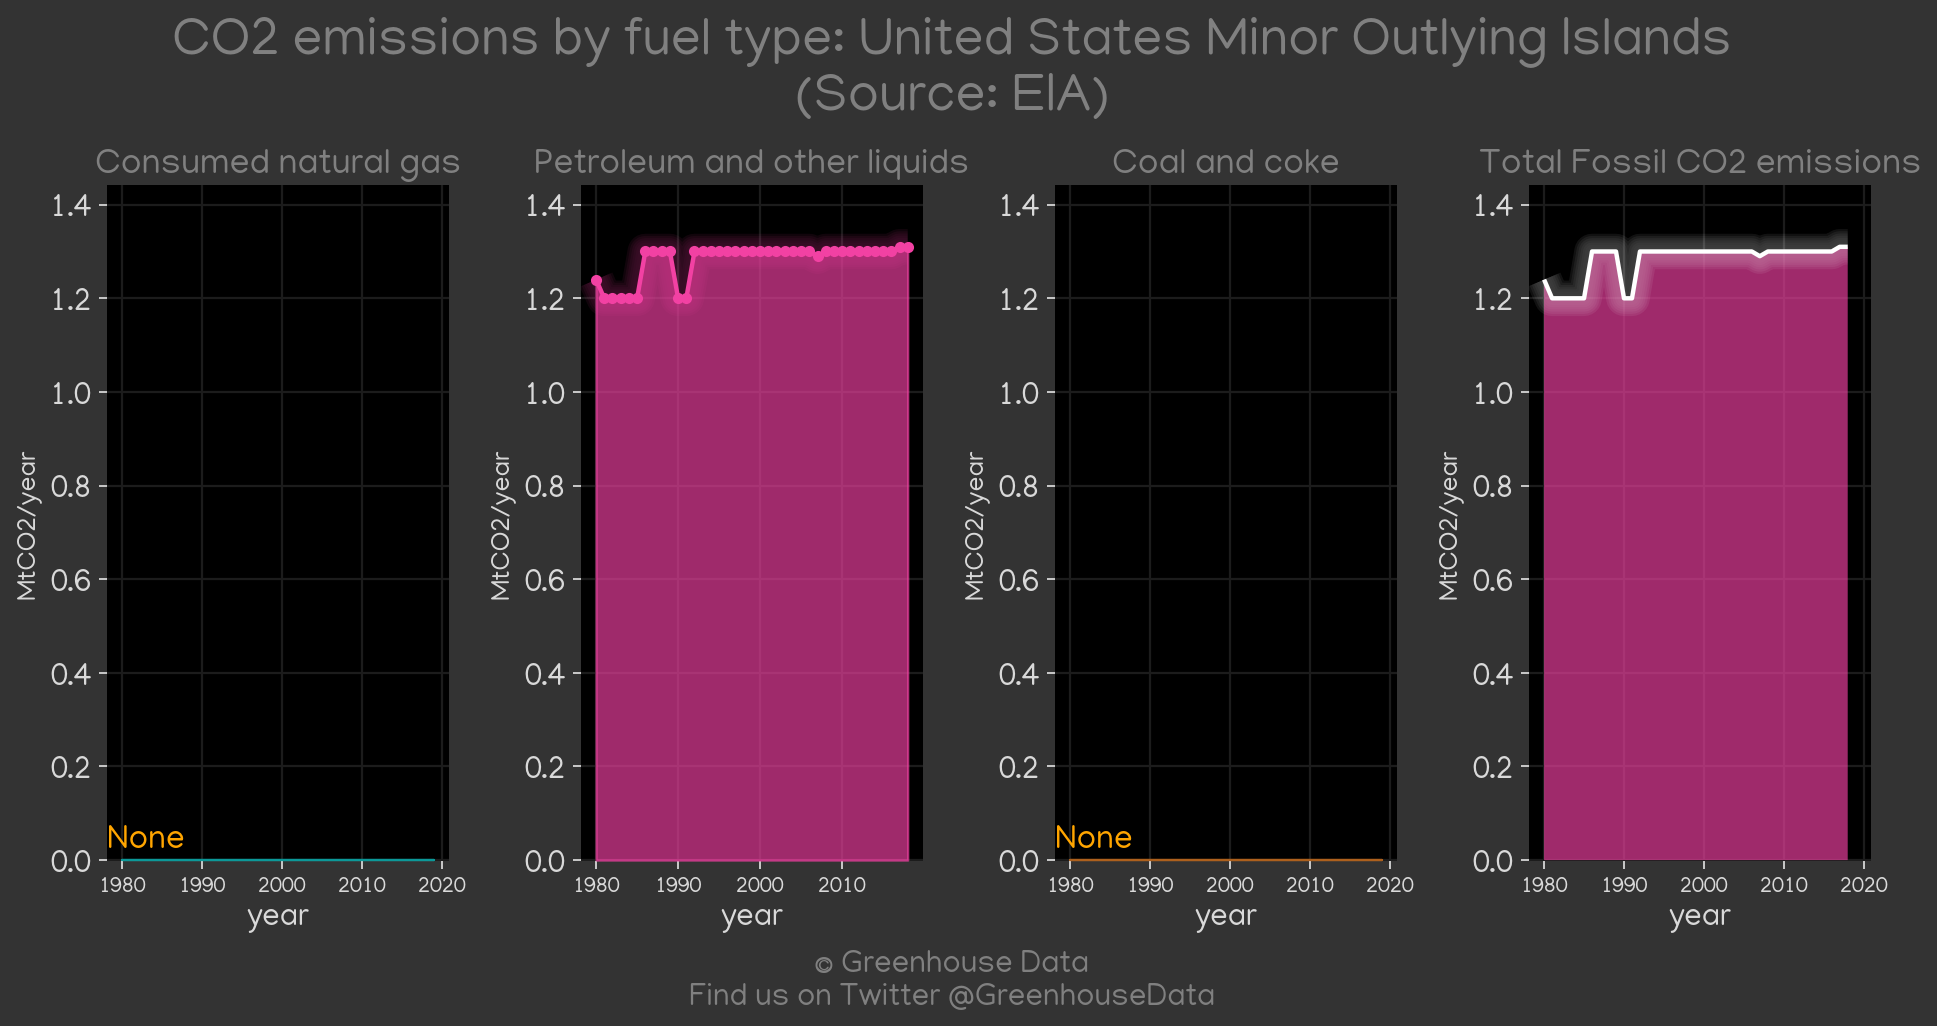 CO2 emissions by fuel type: United States Minor Outlying Islands
(Source: EIA)
Consumed natural gas
Petroleum and other liquids
Coal and coke
Total Fossil CO2 emissions
MtCO2/year
1.4
1.2
1.0
0.8
0.6
0.4
0.2
0.0
None
1980 1990 2000 2010 2020
year
MtCO2/year
1.4
1.2
1.0
0.8
0.6
0.4
0.2
0.0
1980 1990 2000 2010
year
MtCO2/year
1.4
1.2
1.0
0.8
0.6
0.4
0.2
0.0
None
1980 1990 2000 2010 2020
year
MtCO2/year
1.4
1.2
1.0
0.8
0.6
0.4
0.2
0.0
1980 1990 2000 2010 2020
year
© Greenhouse Data
Find us on Twitter @GreenhouseData